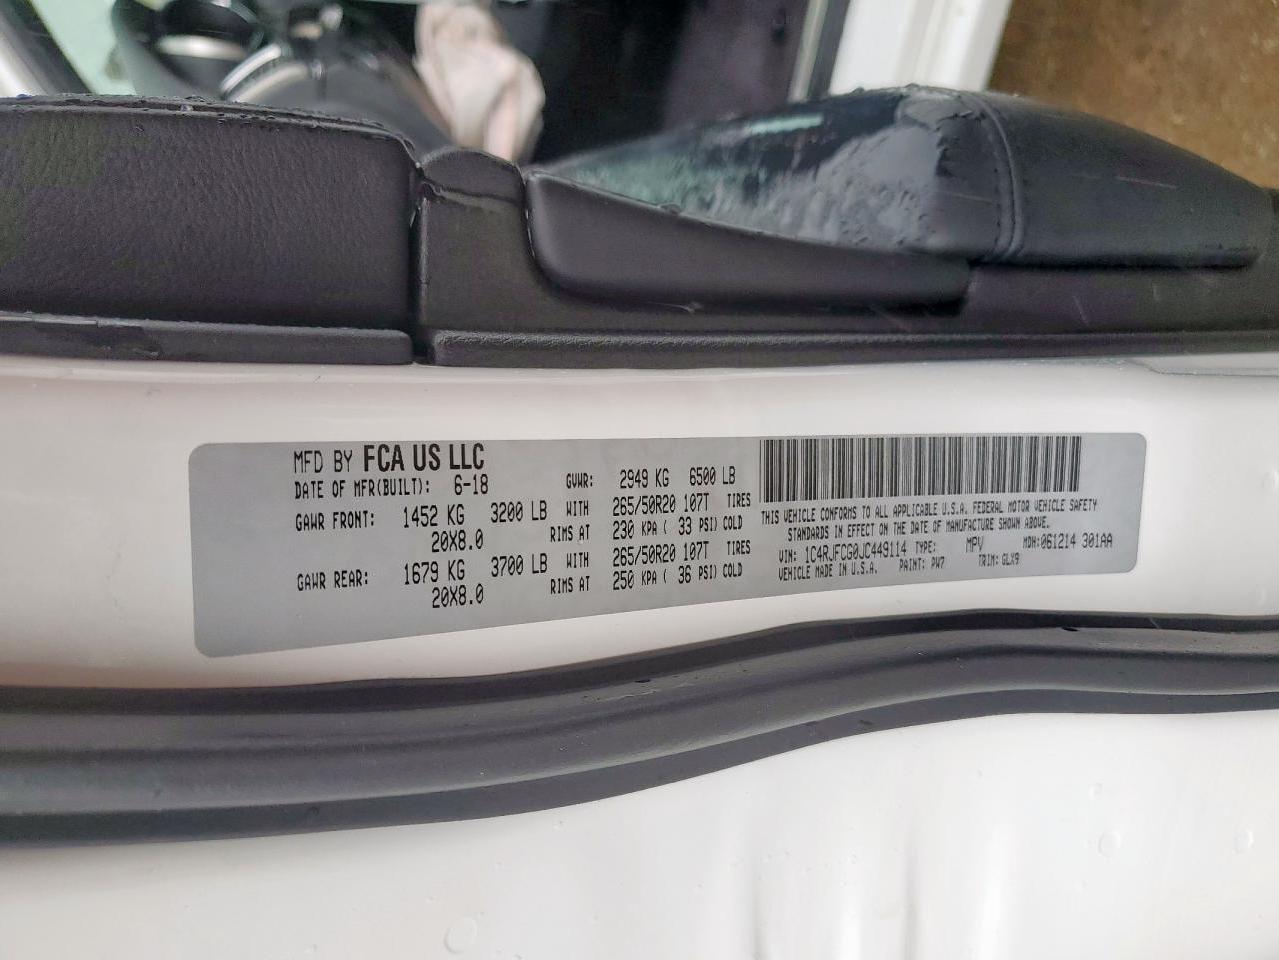 MFD BY FCA US LLC
DATE OF MFR(BUILT): 6-18 GVWR: 2949 KG 6500 LB
GAWR FRONT: 1452 KG 3200 LB WITH 265/50R20 107T TIRES
20X8.0 RIMS AT 230 KPA ( 33 PSI) COLD
GAWR REAR: 1679 KG 3700 LB WITH 265/50R20 107T TIRES
20X8.0 RIMS AT 250 KPA ( 36 PSI) COLD
THIS VEHICLE CONFORMS TO ALL APPLICABLE U.S.A. FEDERAL MOTOR VEHICLE SAFETY
STANDARDS IN EFFECT ON THE DATE OF MANUFACTURE SHOWN ABOVE.
VIN: 1C4RJFCG0JC449114 TYPE: MPV MDH:061214 301AA
VEHICLE MADE IN U.S.A. PAINT: PW7 TRIM: GLX9